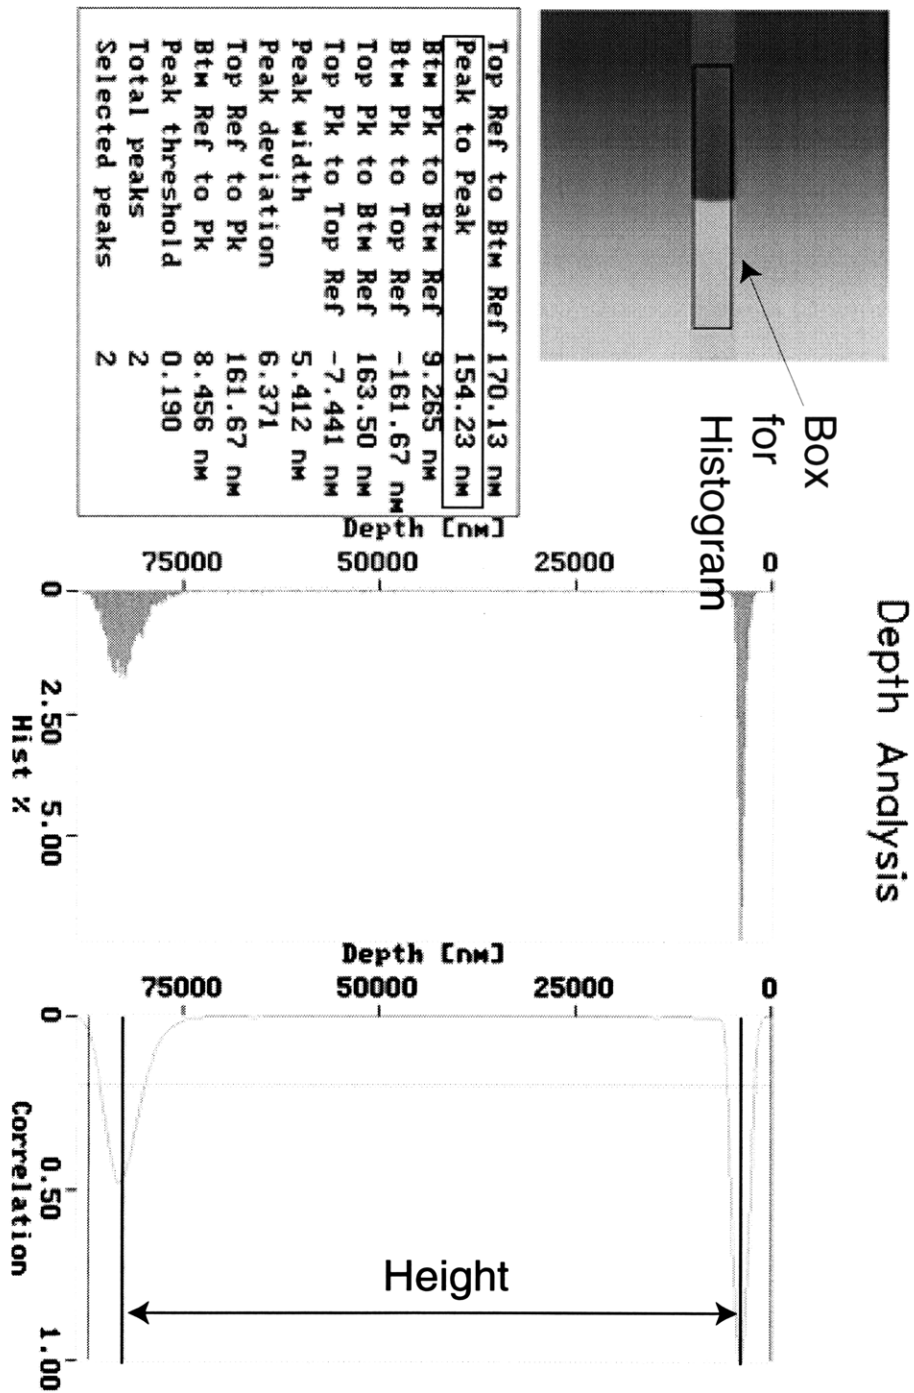 Depth Analysis
Box
for
Histogram
Top Ref to Btm Ref 170.13 nm
Peak to Peak 154.23 nm
Btm Pk to Btm Ref 9.265 nm
Btm Pk to Top Ref -161.67 nm
Top Pk to Btm Ref 163.50 nm
Top Pk to Top Ref -7.441 nm
Peak width 5.412 nm
Peak deviation 6.371
Top Ref to Pk 161.67 nm
Btm Ref to Pk 8.456 nm
Peak threshold 0.190
Total peaks 2
Selected peaks 2
Depth [nm]
75000 50000 25000 0
0 2.50 5.00
Hist %
Depth [nm]
75000 50000 25000 0
0 0.50 1.00
Correlation
Height